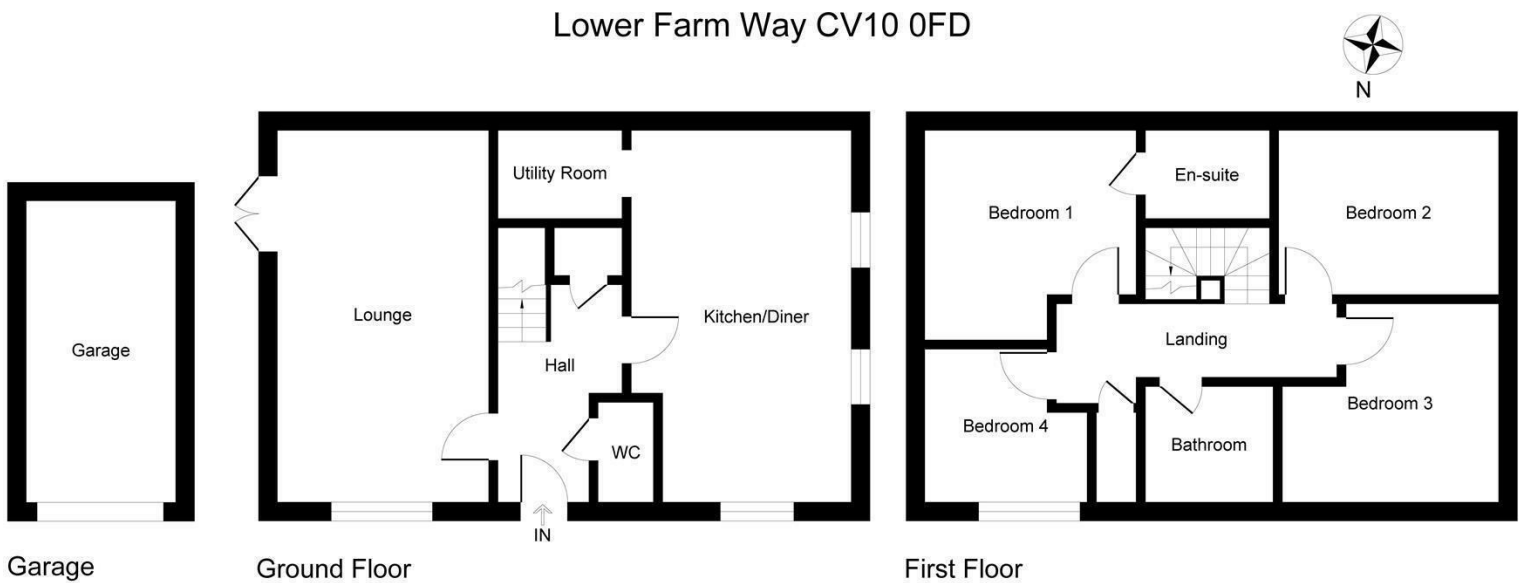 Lower Farm Way CV10 0FD
N
Garage
Garage
Lounge
Utility Room
Kitchen/Diner
Hall
WC
IN
Ground Floor
Bedroom 1
En-suite
Bedroom 2
Landing
Bedroom 3
Bedroom 4
Bathroom
First Floor